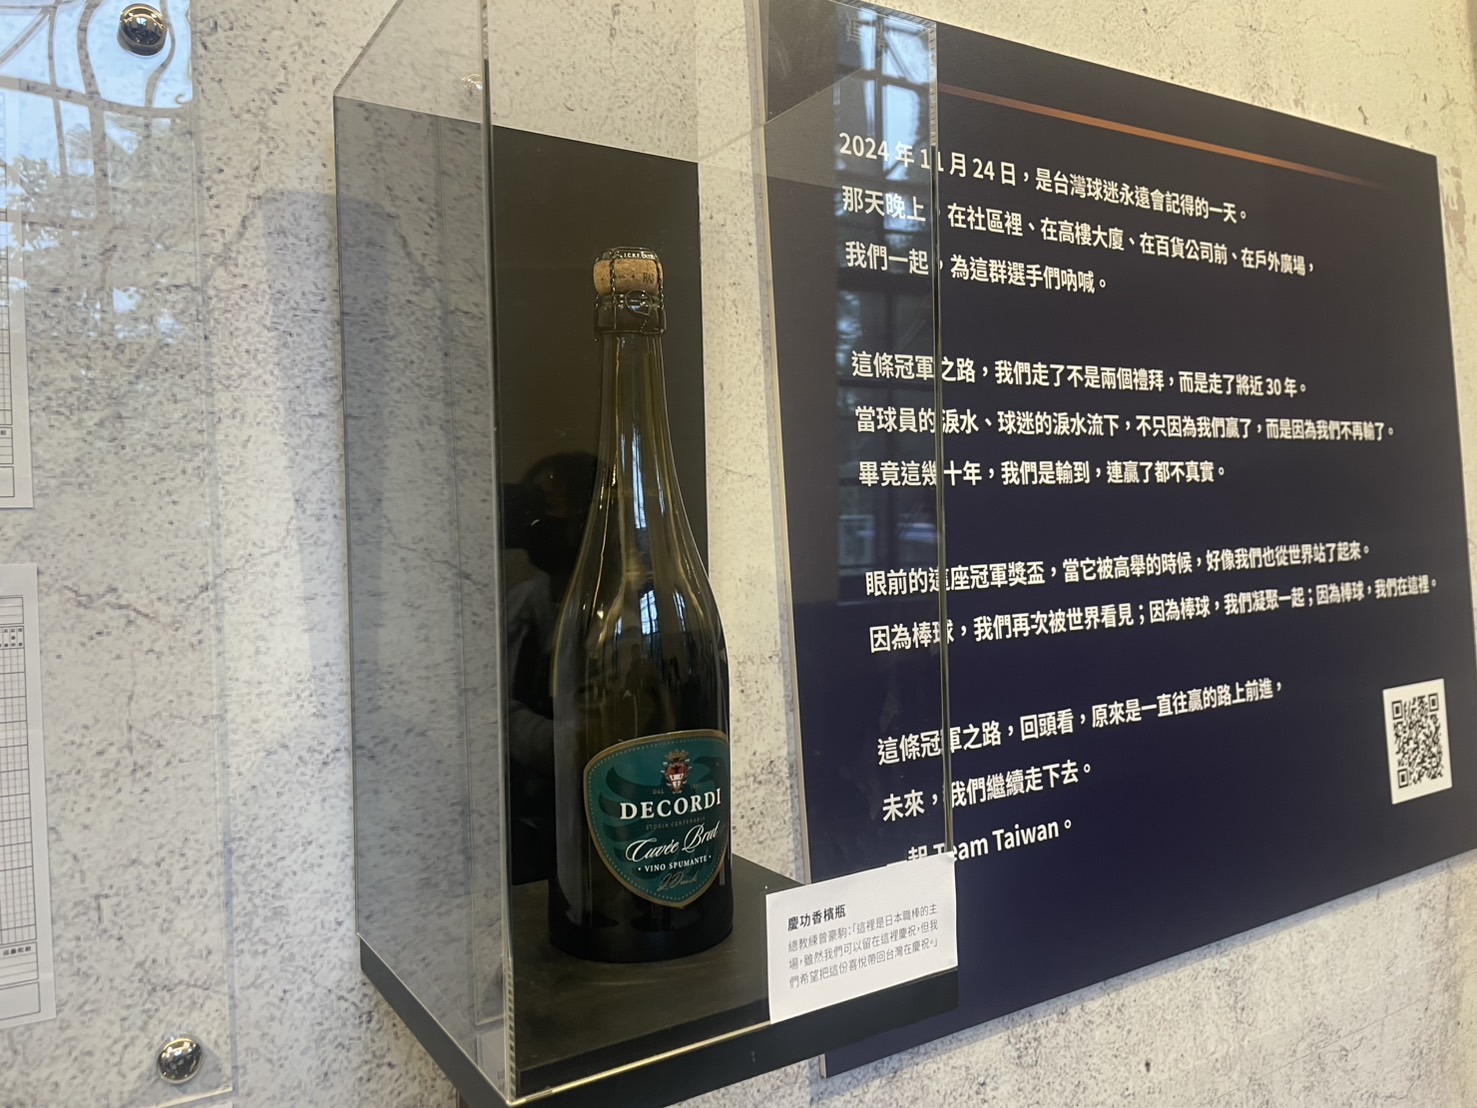 2024 年 11 月 24 日，是台灣球迷永遠會記得的一天。
那天晚上，在社區裡、在高樓大廈、在百貨公司前、在戶外廣場，
我們一起，為這群選手們吶喊。
這條冠軍之路，我們走了不是兩個禮拜，而是走了將近 30 年。
當球員的淚水、球迷的淚水流下，不只因為我們贏了，而是因為我們不再輸了。
畢竟這幾十年，我們是輸到，連贏了都不真實。
眼前的這座冠軍獎盃，當它被高舉的時候，好像我們也從世界站了起來。
因為棒球，我們再次被世界看見；因為棒球，我們凝聚一起；因為棒球，我們在這裡。
這條冠軍之路，回頭看，原來是一直往贏的路上前進，
未來，我們繼續走下去。
一起 Team Taiwan。
DECORDI
Cuvée Brut
• VINO SPUMANTE •
慶功香檳瓶
總教練曾豪駒：「這裡是日本職棒的主
場，雖然我們可以留在這裡慶祝，但我
們希望把這份喜悅帶回台灣在慶祝。」